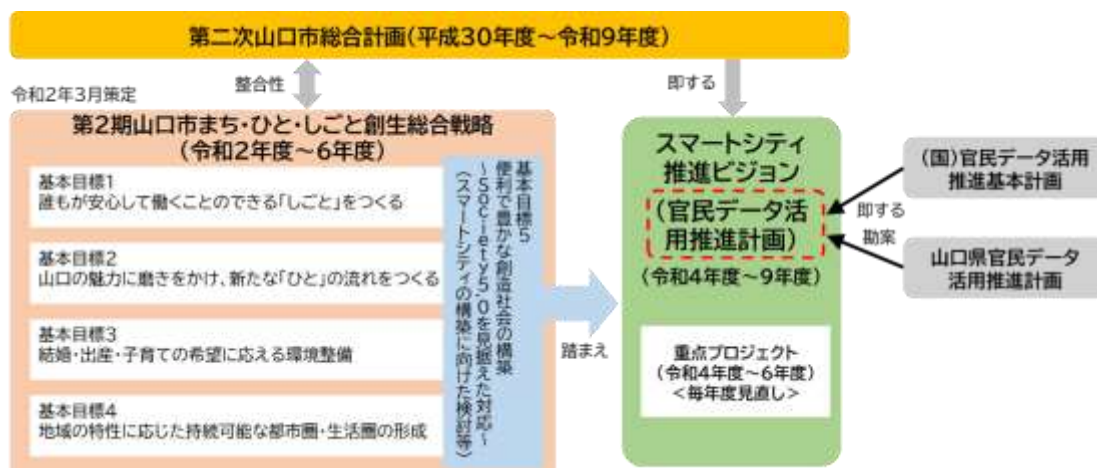 第二次山口市総合計画(平成30年度～令和9年度)
整合性
即する
令和2年3月策定
第2期山口市まち・ひと・しごと創生総合戦略
(令和2年度～6年度)
基本目標1
誰もが安心して働くことのできる「しごと」をつくる
基本目標2
山口の魅力に磨きをかけ、新たな「ひと」の流れをつくる
基本目標3
結婚・出産・子育ての希望に応える環境整備
基本目標4
地域の特性に応じた持続可能な都市圏・生活圏の形成
基本目標5
便利で豊かな創造社会の構築
～Society5.0を見据えた対応～
(スマートシティの構築に向けた検討等)
踏まえ
スマートシティ
推進ビジョン
(官民データ活
用推進計画)
(令和4年度～9年度)
重点プロジェクト
(令和4年度～6年度)
<毎年度見直し>
(国)官民データ活用
推進基本計画
即する
勘案
山口県官民データ
活用推進計画